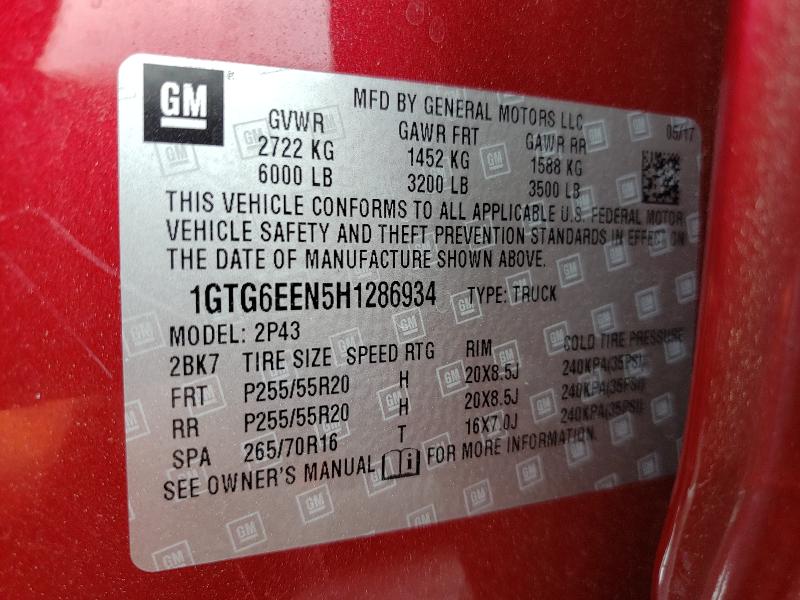 GM
MFD BY GENERAL MOTORS LLC
05/17
GVWR GAWR FRT GAWR RR
2722 KG 1452 KG 1588 KG
6000 LB 3200 LB 3500 LB
THIS VEHICLE CONFORMS TO ALL APPLICABLE U.S. FEDERAL MOTOR
VEHICLE SAFETY AND THEFT PREVENTION STANDARDS IN EFFECT ON
THE DATE OF MANUFACTURE SHOWN ABOVE.
1GTG6EEN5H1286934 TYPE: TRUCK
MODEL: 2P43
2BK7 TIRE SIZE SPEED RTG RIM COLD TIRE PRESSURE
FRT P255/55R20 H 20X8.5J 240KPA(35PSI)
RR P255/55R20 H 20X8.5J 240KPA(35PSI)
SPA 265/70R16 T 16X7.0J 240KPA(35PSI)
SEE OWNER'S MANUAL FOR MORE INFORMATION.